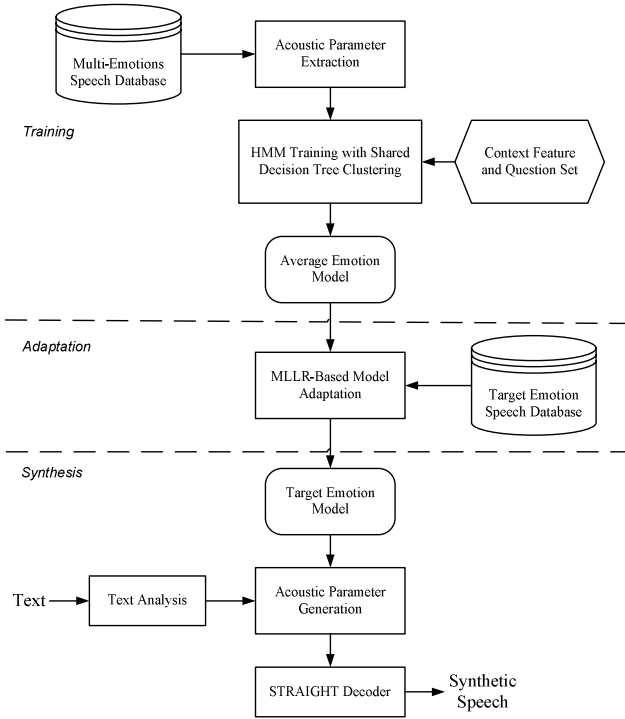 Multi-Emotions
Speech Database
Acoustic Parameter
Extraction
Training
HMM Training with Shared
Decision Tree Clustering
Context Feature
and Question Set
Average Emotion
Model
Adaptation
MLLR-Based Model
Adaptation
Target Emotion
Speech Database
Synthesis
Target Emotion
Model
Text
Text Analysis
Acoustic Parameter
Generation
STRAIGHT Decoder
Synthetic
Speech